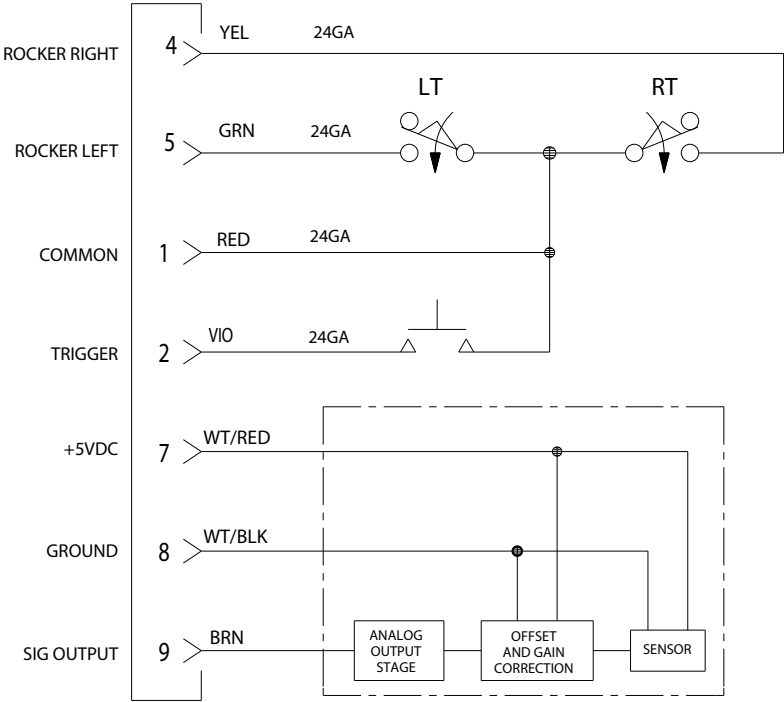 ROCKER RIGHT 4 YEL 24GA
LT RT
ROCKER LEFT 5 GRN 24GA
COMMON 1 RED 24GA
TRIGGER 2 VIO 24GA
+5VDC 7 WT/RED
GROUND 8 WT/BLK
SIG OUTPUT 9 BRN
ANALOG
OUTPUT
STAGE
OFFSET
AND GAIN
CORRECTION
SENSOR